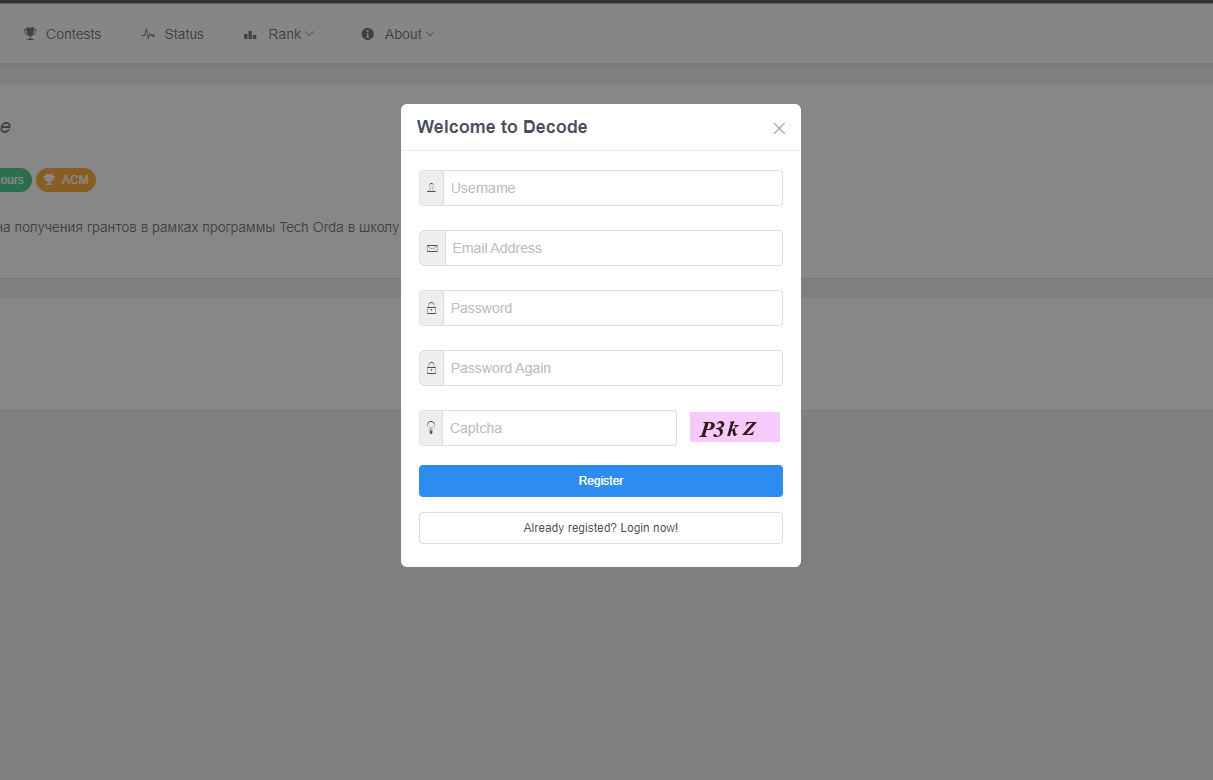 Contests Status Rank About
Welcome to Decode
e
Username
ours ACM
на получения грантов в рамках программы Tech Orda в школу
Email Address
Password
Password Again
Captcha P3kZ
Register
Already registed? Login now!